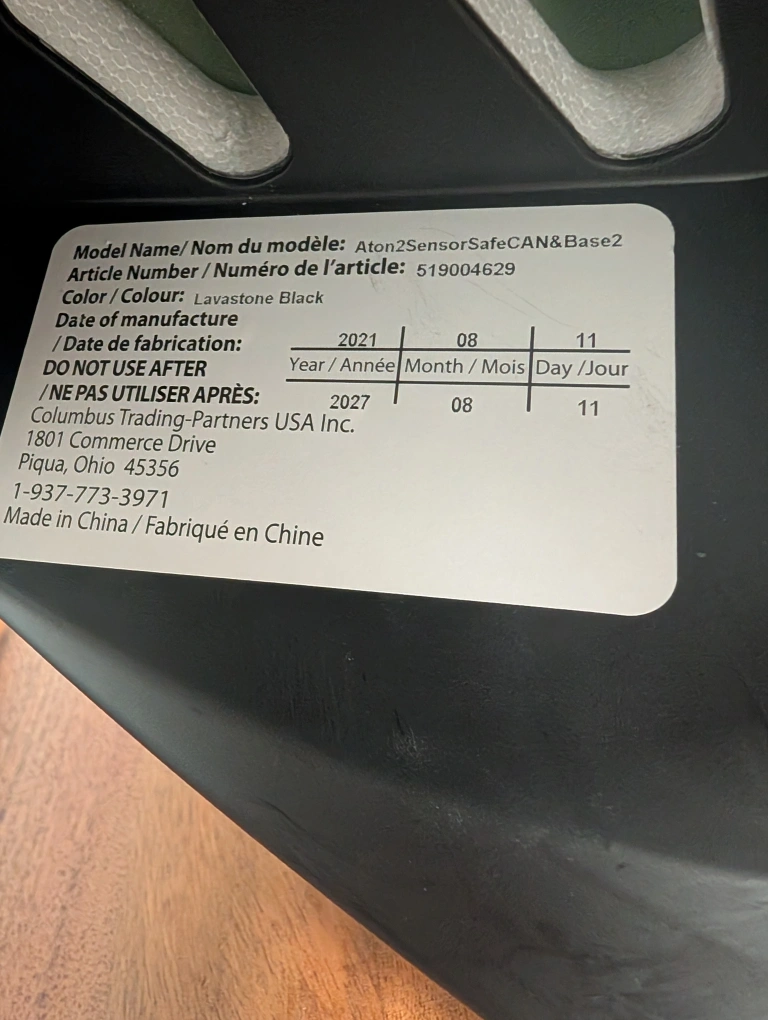 Model Name/ Nom du modèle: Aton2SensorSafeCAN&Base2
Article Number / Numéro de l'article: 519004629
Color / Colour: Lavastone Black
Date of manufacture
/ Date de fabrication: 2021 08 11
Year / Année Month / Mois Day /Jour
DO NOT USE AFTER
/ NE PAS UTILISER APRÈS: 2027 08 11
Columbus Trading-Partners USA Inc.
1801 Commerce Drive
Piqua, Ohio 45356
1-937-773-3971
Made in China / Fabriqué en Chine